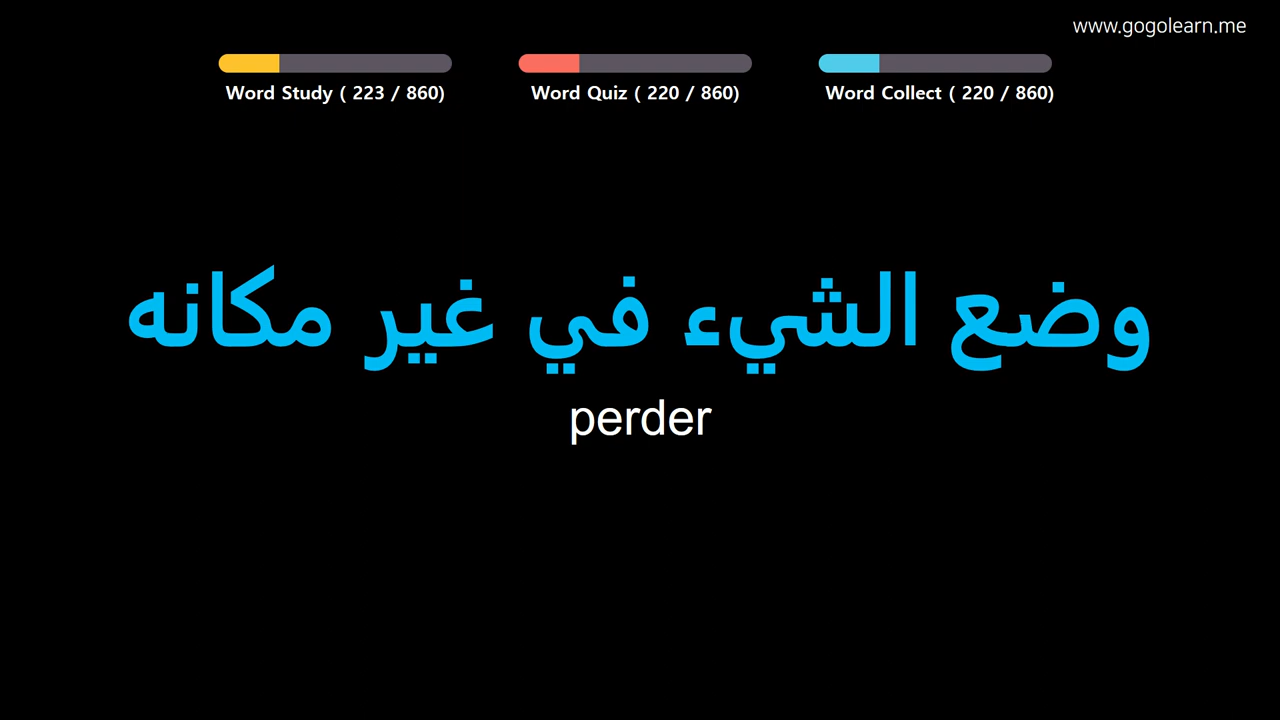 www.gogolearn.me
Word Study ( 223 / 860)
Word Quiz ( 220 / 860)
Word Collect ( 220 / 860)
وضع الشيء في غير مكانه
perder